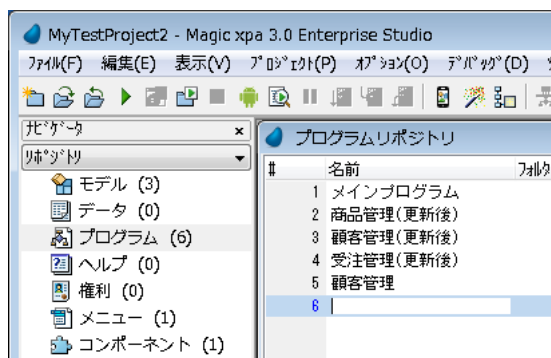 MyTestProject2 - Magic xpa 3.0 Enterprise Studio
ﾌｧｲﾙ(F) 編集(E) 表示(V) ﾌﾟﾛｼﾞｪｸﾄ(P) ｵﾌﾟｼｮﾝ(O) ﾃﾞﾊﾞｯｸﾞ(D)
ﾅﾋﾞｹﾞｰﾀ
ﾘﾎﾟｼﾞﾄﾘ
モデル (3)
データ (0)
プログラム (6)
ヘルプ (0)
権利 (0)
メニュー (1)
コンポーネント (1)
プログラムリポジトリ
# 名前 ﾌｫﾙﾀ
1 メインプログラム
2 商品管理(更新後)
3 顧客管理(更新後)
4 受注管理(更新後)
5 顧客管理
6